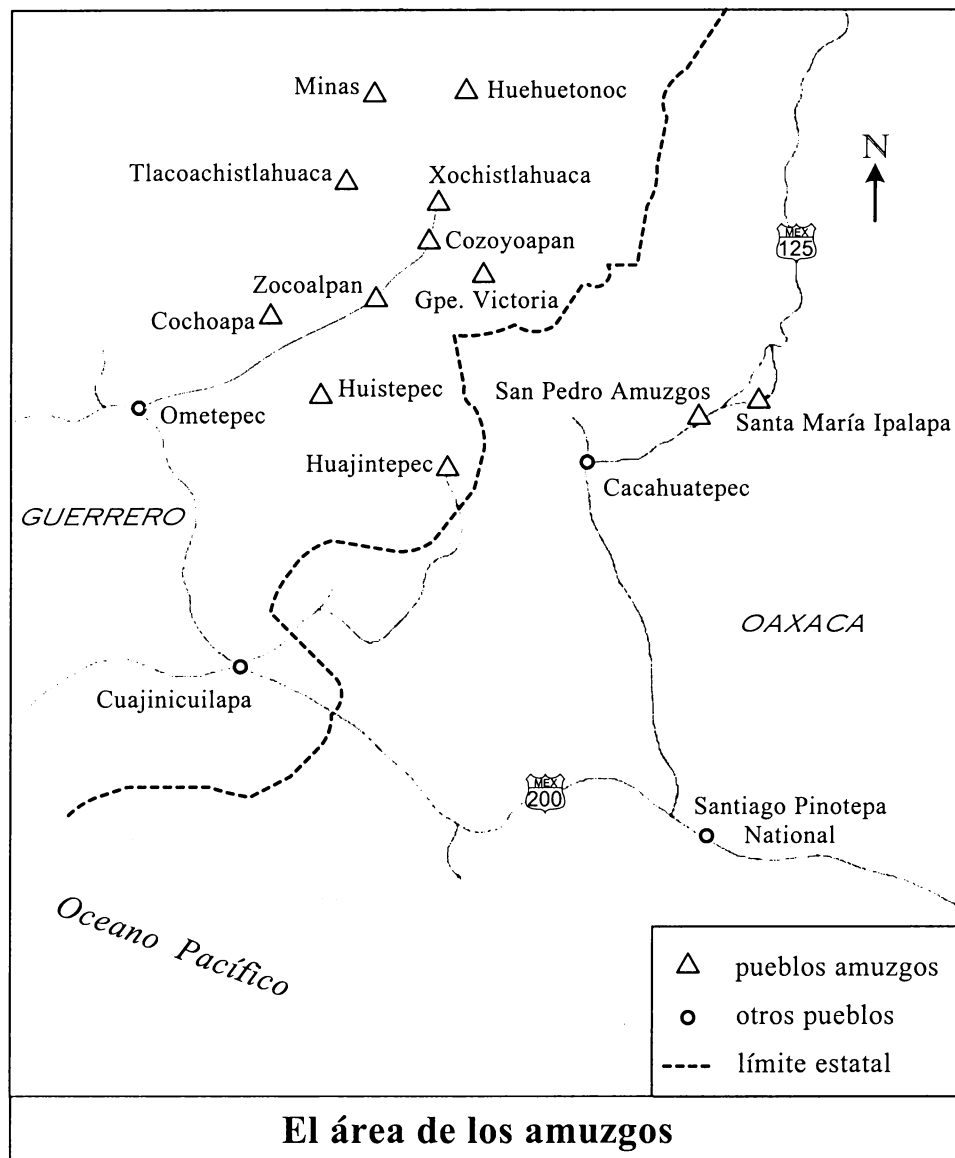 Minas
Huehuetonoc
Tlacoachistlahuaca
Xochistlahuaca
N
Cozoyoapan
MEX
125
Zocoalpan
Gpe. Victoria
Cochoapa
Huistepec
San Pedro Amuzgos
Ometepec
Santa María Ipalapa
Huajintepec
Cacahuatepec
GUERRERO
OAXACA
Cuajinicuilapa
MEX
200
Santiago Pinotepa
National
Oceano Pacífico
pueblos amuzgos
otros pueblos
límite estatal
El área de los amuzgos